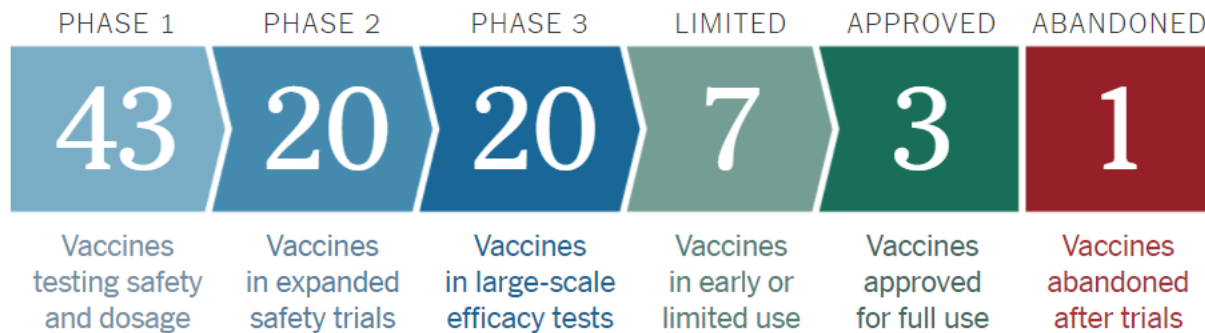 PHASE 1 PHASE 2 PHASE 3 LIMITED APPROVED ABANDONED
43 20 20 7 3 1
Vaccines Vaccines Vaccines Vaccines Vaccines Vaccines
testing safety in expanded in large-scale in early or approved abandoned
and dosage safety trials efficacy tests limited use for full use after trials